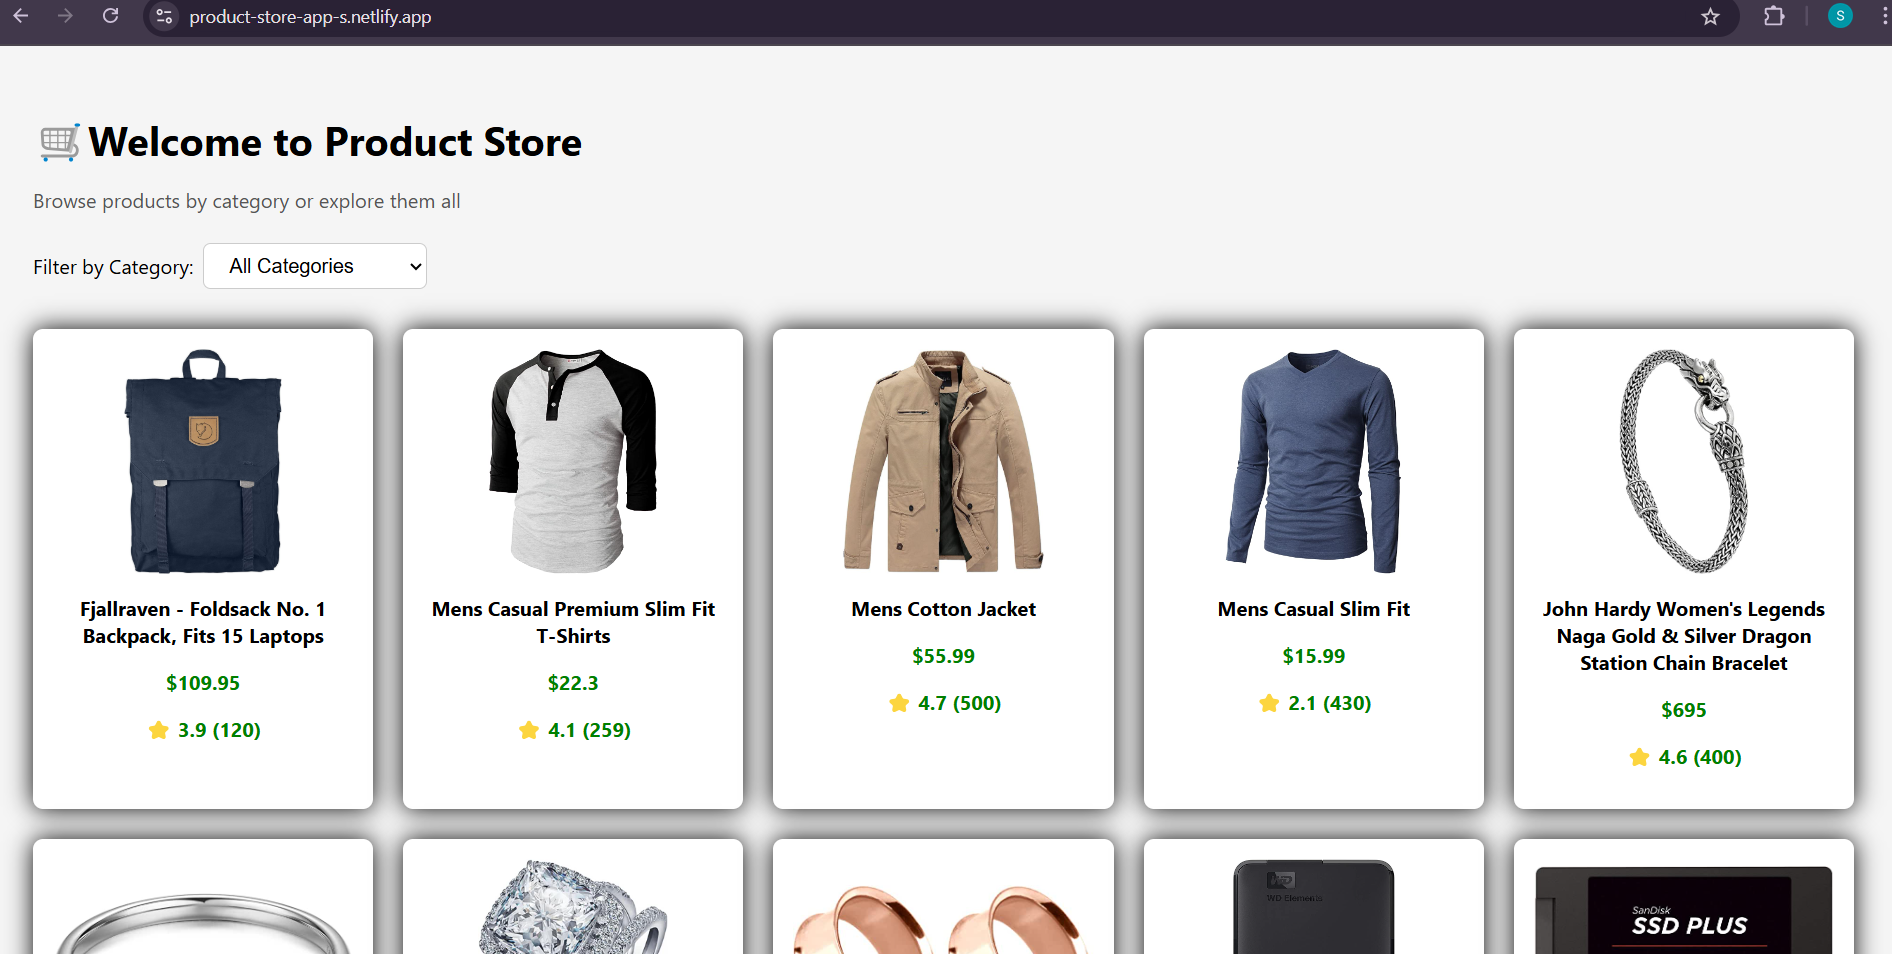 product-store-app-s.netlify.app
S
Welcome to Product Store
Browse products by category or explore them all
Filter by Category: All Categories
Fjallraven - Foldsack No. 1
Backpack, Fits 15 Laptops
$109.95
3.9 (120)
Mens Casual Premium Slim Fit
T-Shirts
$22.3
4.1 (259)
Mens Cotton Jacket
$55.99
4.7 (500)
Mens Casual Slim Fit
$15.99
2.1 (430)
John Hardy Women's Legends
Naga Gold & Silver Dragon
Station Chain Bracelet
$695
4.6 (400)
WD
WD Elements
SanDisk
SSD PLUS